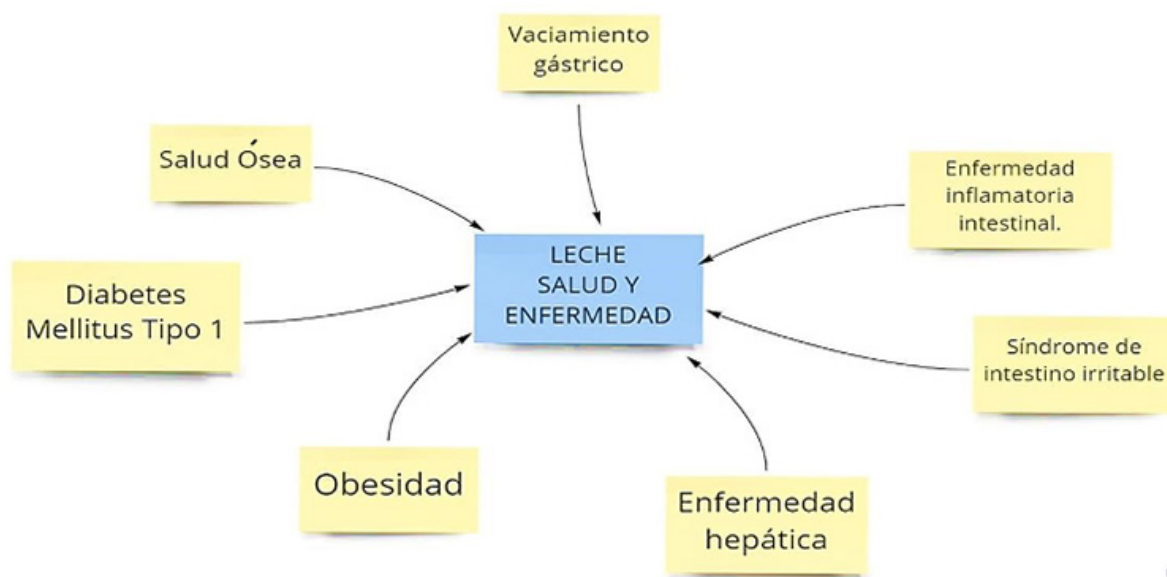 Vaciamiento
gástrico
Salud Ósea
Enfermedad
inflamatoria
intestinal.
LECHE
SALUD Y
ENFERMEDAD
Diabetes
Mellitus Tipo 1
Síndrome de
intestino irritable
Obesidad
Enfermedad
hepática